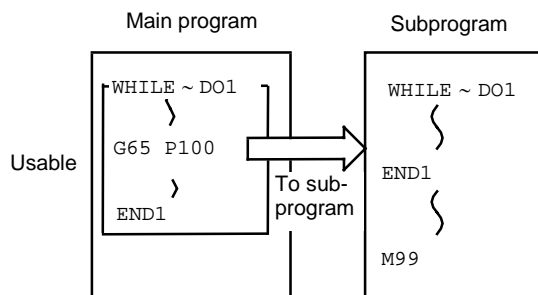 Main program
Subprogram
WHILE ~ DO1
G65 P100
END1
Usable
To sub-
program
WHILE ~ DO1
END1
M99